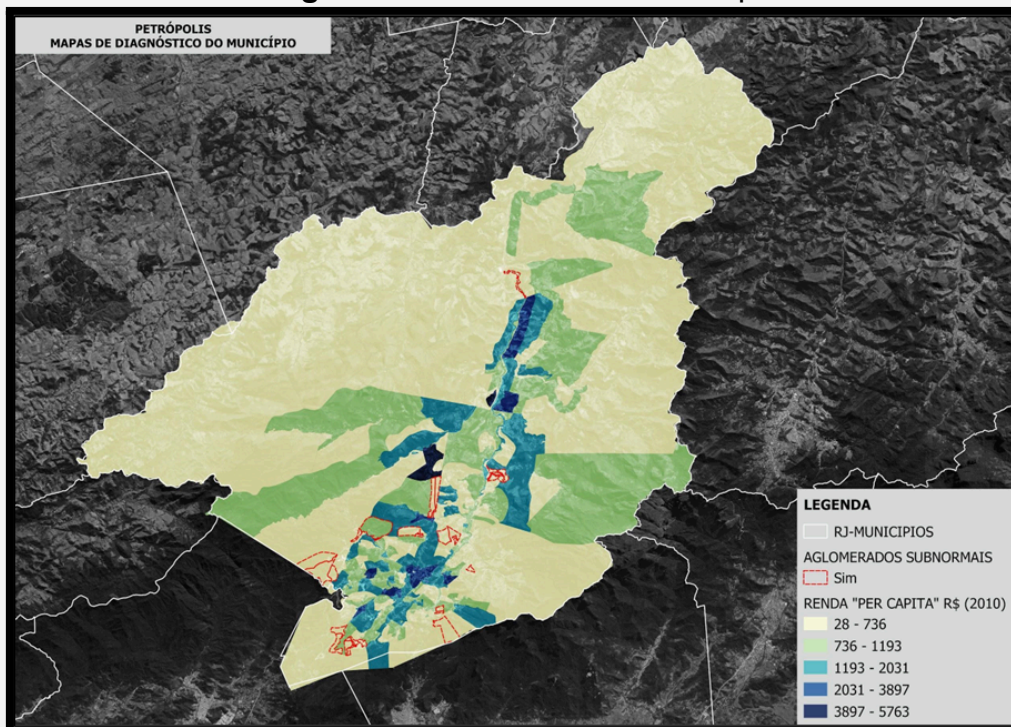 PETRÓPOLIS
MAPAS DE DIAGNÓSTICO DO MUNICÍPIO
LEGENDA
RJ-MUNICIPIOS
AGLOMERADOS SUBNORMAIS
Sim
RENDA "PER CAPITA" R$ (2010)
28 - 736
736 - 1193
1193 - 2031
2031 - 3897
3897 - 5763